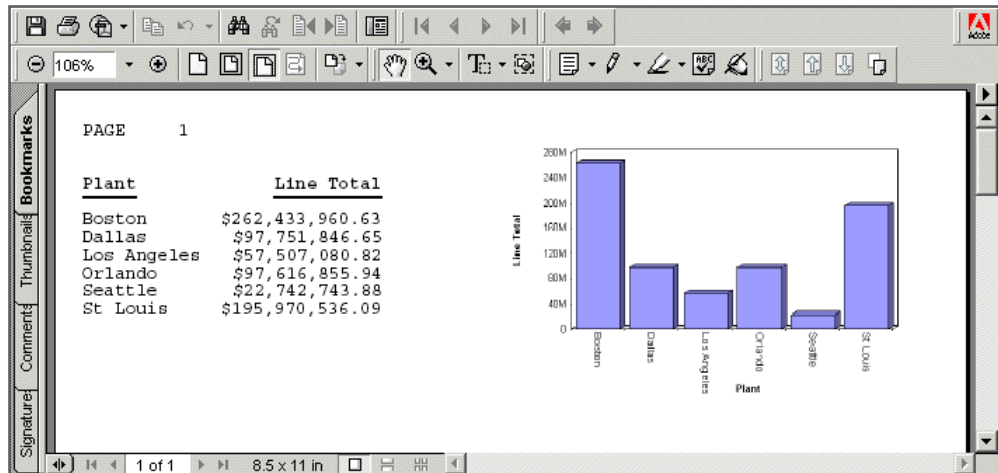 Adobe
106%
ABC
Bookmarks
Thumbnails
Comments
Signatures
PAGE 1
Plant Line Total
Boston $262,433,960.63
Dallas $97,751,846.65
Los Angeles $57,507,080.82
Orlando $97,616,855.94
Seattle $22,742,743.88
St Louis $195,970,536.09
Line Total
280M
240M
200M
160M
120M
80M
40M
0
Boston
Dallas
Los Angeles
Orlando
Seattle
St Louis
Plant
1 of 1
8.5 x 11 in